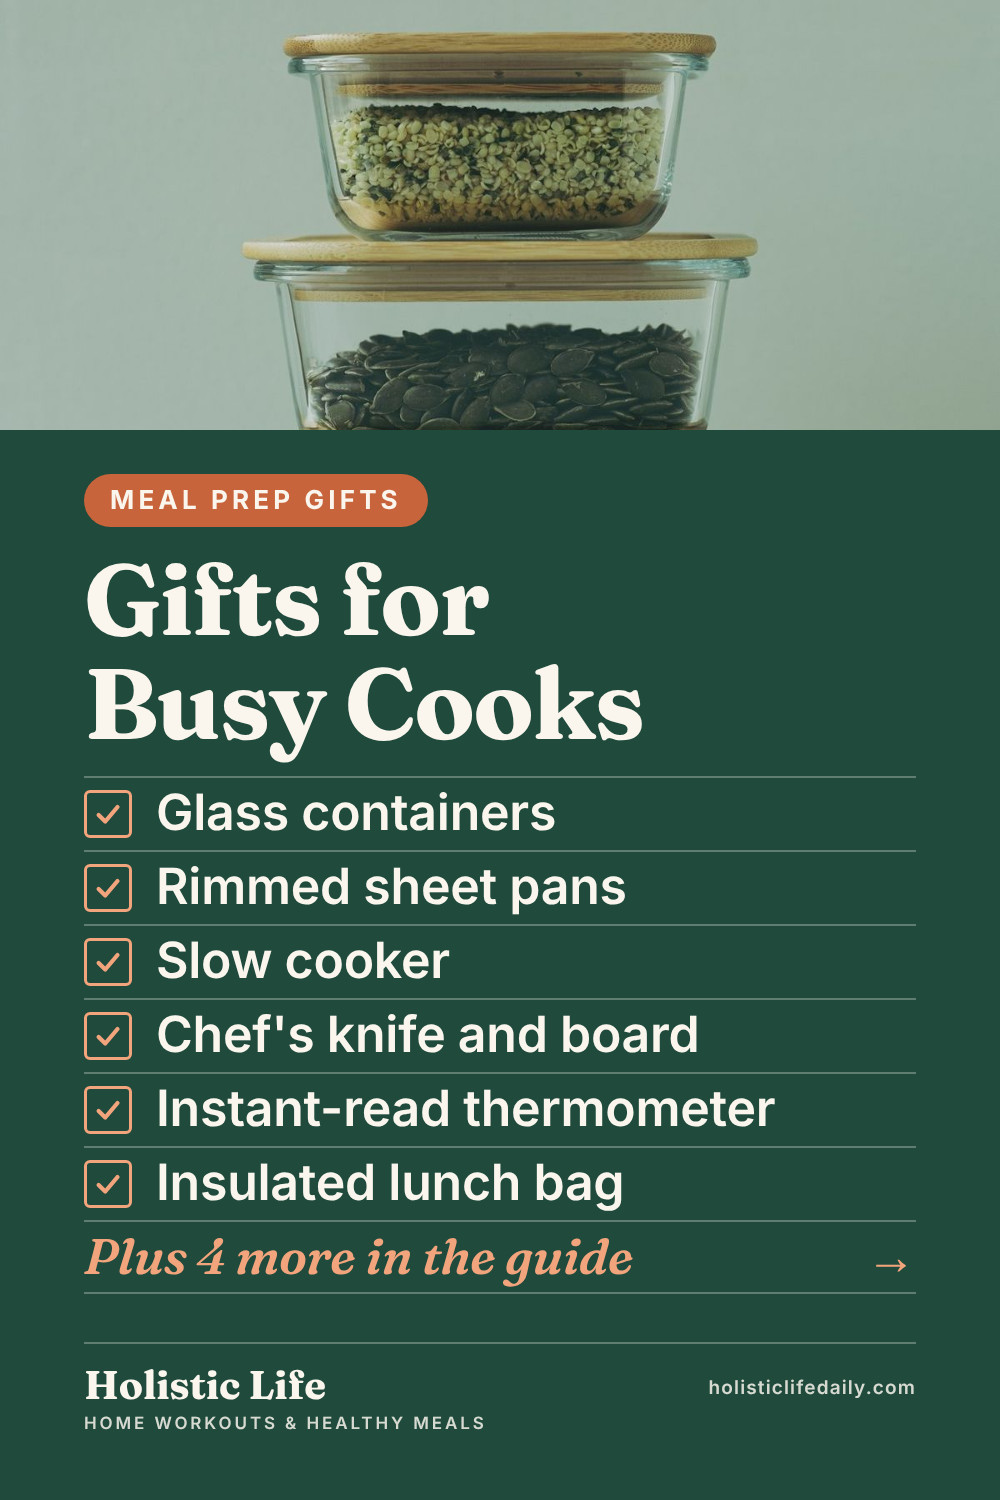 MEAL PREP GIFTS
Gifts for
Busy Cooks
Glass containers
Rimmed sheet pans
Slow cooker
Chef's knife and board
Instant-read thermometer
Insulated lunch bag
Plus 4 more in the guide →
Holistic Life
holisticlifedaily.com
HOME WORKOUTS & HEALTHY MEALS